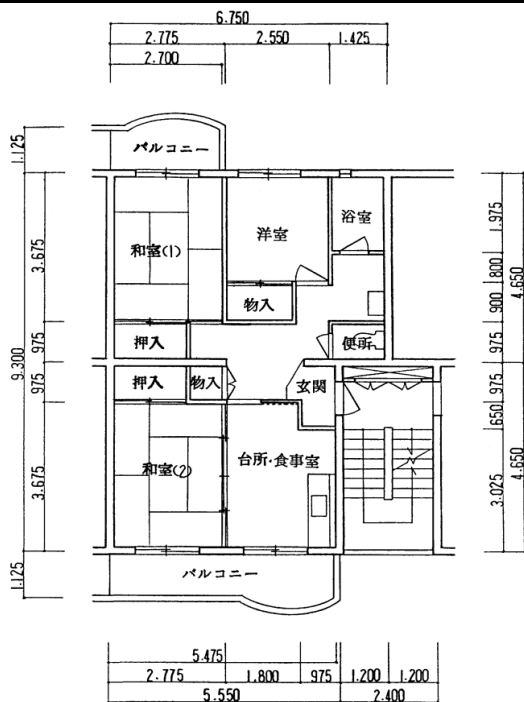 6.750
2.775 2.550 1.425
2.700
1.125
バルコニー
3.675
和室(1)
洋室
浴室
1.975
800
4.650
物入
900
975
押入
便所
975
9.300
975
押入
物入
玄関
975
650
和室(2)
台所・食事室
3.675
3.025
4.650
1.125
バルコニー
5.475
2.775 1.800 975 1.200 1.200
5.550 2.400